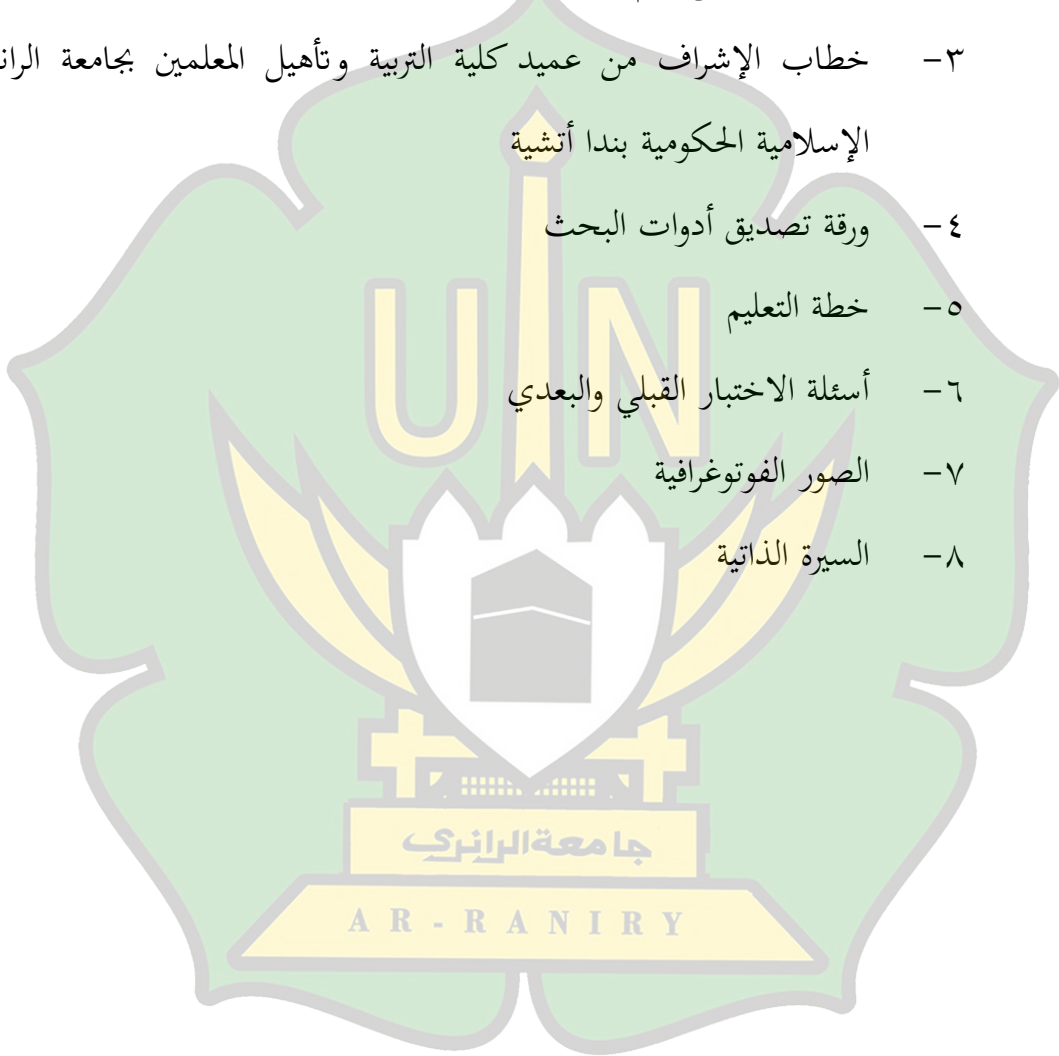 ٣- خطاب الإشراف من عميد كلية التربية وتأهيل المعلمين بجامعة
الإسلامية الحكومية بندا أتشية
٤- ورقة تصديق أدوات البحث
٥- خطة التعليم
٦- أسئلة الاختبار القبلي والبعدي
٧- الصور الفوتوغرافية
٨- السيرة الذاتية
UIN
جامعة الرانري
AR-RANIRY